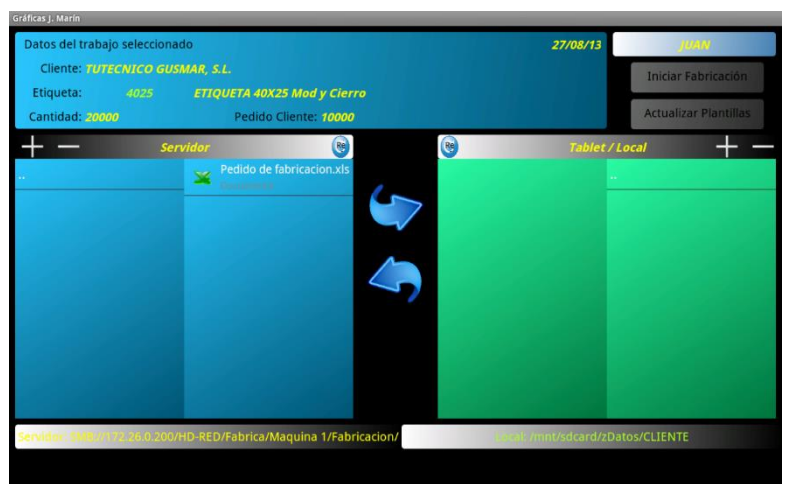 Gráficas J. Marín
Datos del trabajo seleccionado 27/08/13
JUAN
Cliente: TUTECNICO GUSMAR, S.L.
Iniciar Fabricación
Etiqueta: 4025 ETIQUETA 40X25 Mod y Cierro
Cantidad: 20000 Pedido Cliente: 10000
Actualizar Plantillas
Servidor
Tablet / Local
..
Pedido de fabricacion.xls
..
Servidor: SMB://172.26.0.200/HD-RED/Fabrica/Maquina 1/Fabricacion/
Local: /mnt/sdcard/zDatos/CLIENTE